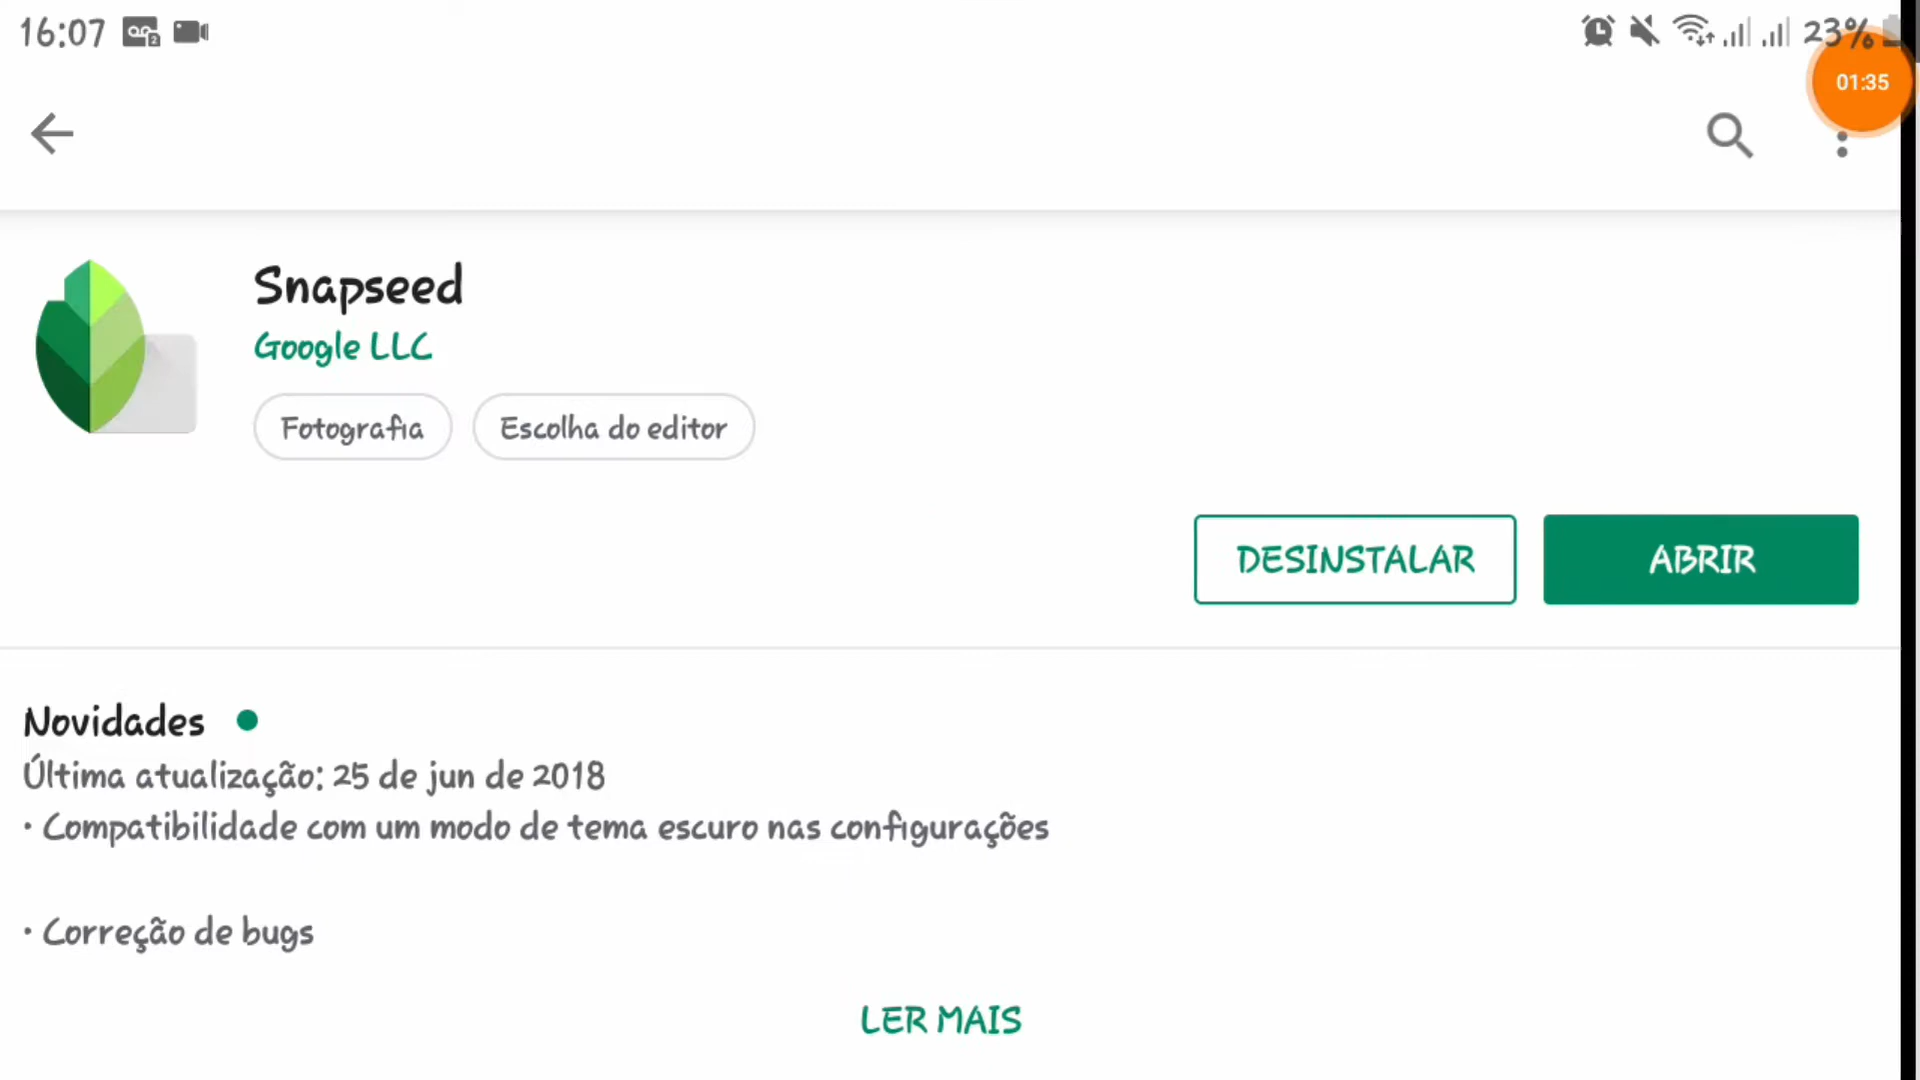 16:07
23%
01:35
Snapseed
Google LLC
Fotografia
Escolha do editor
DESINSTALAR
ABRIR
Novidades
Última atualização: 25 de jun de 2018
• Compatibilidade com um modo de tema escuro nas configurações
• Correção de bugs
LER MAIS